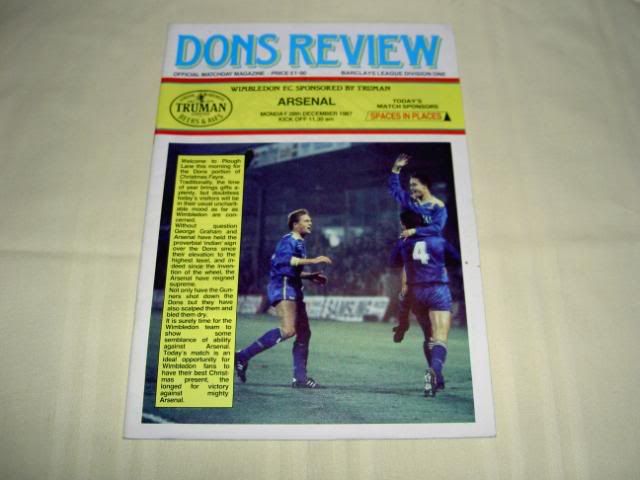 DONS REVIEW
OFFICIAL MATCHDAY MAGAZINE PRICE £1·00 BARCLAYS LEAGUE DIVISION ONE
WIMBLEDON F.C. SPONSORED BY TRUMAN
TRUMAN
BEERS & ALES
ARSENAL
MONDAY 28th DECEMBER 1987
KICK OFF 11.30 am
TODAY'S
MATCH SPONSORS
SPACES IN PLACES
Welcome to Plough
Lane this morning for
the Dons portion of
Christmas Fayre.
Traditionally, the time
of year brings gifts a-
plenty, but doubtless
today's visitors will be
in their usual uncharit-
able mood as far as
Wimbledon are con-
cerned.
Without question
George Graham and
Arsenal have held the
proverbial 'indian' sign
over the Dons since
their elevation to the
highest level, and in-
deed since the inven-
tion of the wheel, the
Arsenal have reigned
supreme.
Not only have the Gun-
ners shot down the
Dons but they have
also scalped them and
bled them dry.
It is surely time for the
Wimbledon team to
show some
semblance of ability
against Arsenal.
Today's match is an
ideal opportunity for
Wimbledon fans to
have their best Christ-
mas present, the
longed for victory
against mighty
Arsenal.
4
SAMSUNG